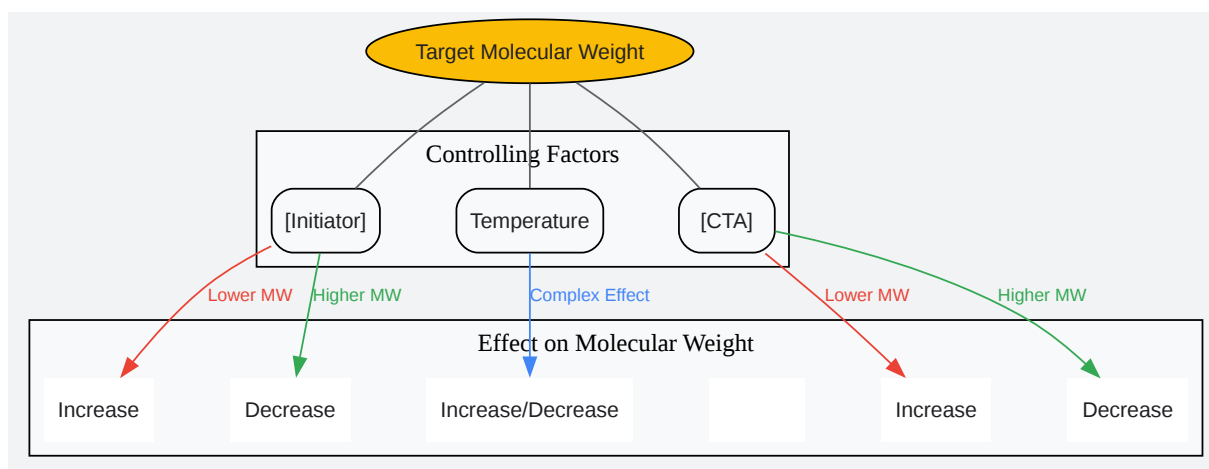 Target Molecular Weight
Controlling Factors
[Initiator]
Temperature
[CTA]
Lower MW
Higher MW
Complex Effect
Lower MW
Higher MW
Effect on Molecular Weight
Increase
Decrease
Increase/Decrease
Increase
Decrease